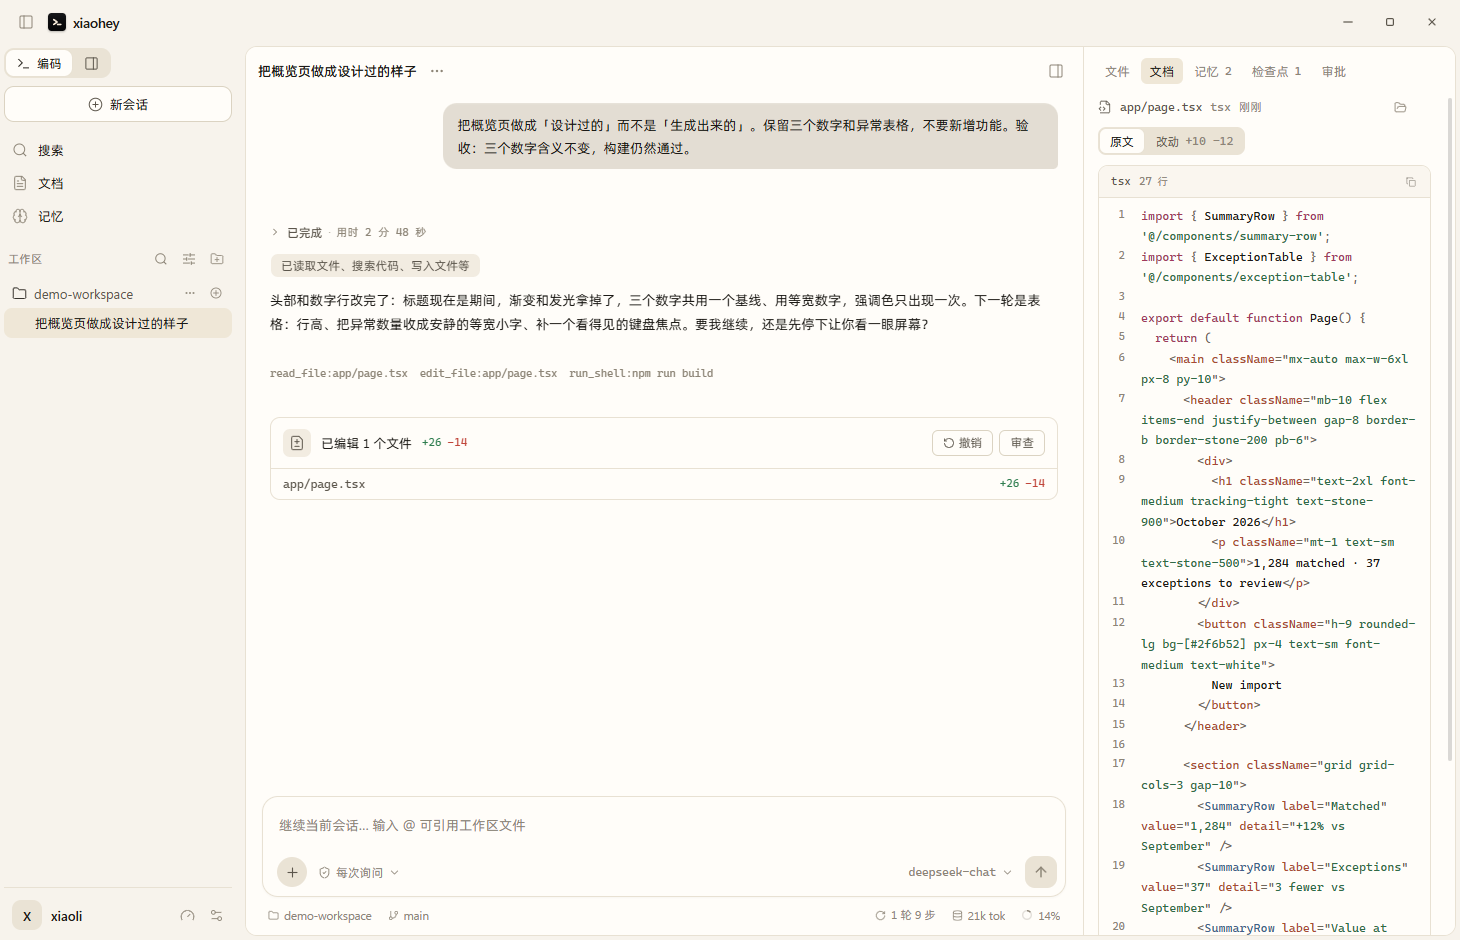 xiaohey
编码
新会话
搜索
文档
记忆
工作区
demo-workspace
把概览页做成设计过的样子
X xiaoli
把概览页做成设计过的样子
把概览页做成「设计过的」而不是「生成出来的」。保留三个数字和异常表格，不要新增功能。验
收：三个数字含义不变，构建仍然通过。
已完成 · 用时 2 分 48 秒
已读取文件、搜索代码、写入文件等
头部和数字行改完了：标题现在是期间，渐变和发光拿掉了，三个数字共用一个基线、用等宽数字，强调色只出现一次。下一轮是表
格：行高、把异常数量收成安静的等宽小字、补一个看得见的键盘焦点。要我继续，还是先停下让你看一眼屏幕？
read_file:app/page.tsx edit_file:app/page.tsx run_shell:npm run build
已编辑 1 个文件 +26 −14
撤销
审查
app/page.tsx +26 −14
继续当前会话... 输入 @ 可引用工作区文件
每次询问
deepseek-chat
demo-workspace
main
1 轮 9 步
21k tok
14%
文件 文档 记忆 2 检查点 1 审批
app/page.tsx tsx 刚刚
原文 改动 +10 −12
tsx 27 行
1 import { SummaryRow } from
'@/components/summary-row';
2 import { ExceptionTable } from
'@/components/exception-table';
3
4 export default function Page() {
5 return (
6 <main className="mx-auto max-w-6xl
px-8 py-10">
7 <header className="mb-10 flex
items-end justify-between gap-8 border-
b border-stone-200 pb-6">
8 <div>
9 <h1 className="text-2xl font-
medium tracking-tight text-stone-
900">October 2026</h1>
10 <p className="mt-1 text-sm
text-stone-500">1,284 matched · 37
exceptions to review</p>
11 </div>
12 <button className="h-9 rounded-
lg bg-[#2f6b52] px-4 text-sm font-
medium text-white">
13 New import
14 </button>
15 </header>
16
17 <section className="grid grid-
cols-3 gap-10">
18 <SummaryRow label="Matched"
value="1,284" detail="+12% vs
September" />
19 <SummaryRow label="Exceptions"
value="37" detail="3 fewer vs
September" />
20 <SummaryRow label="Value at